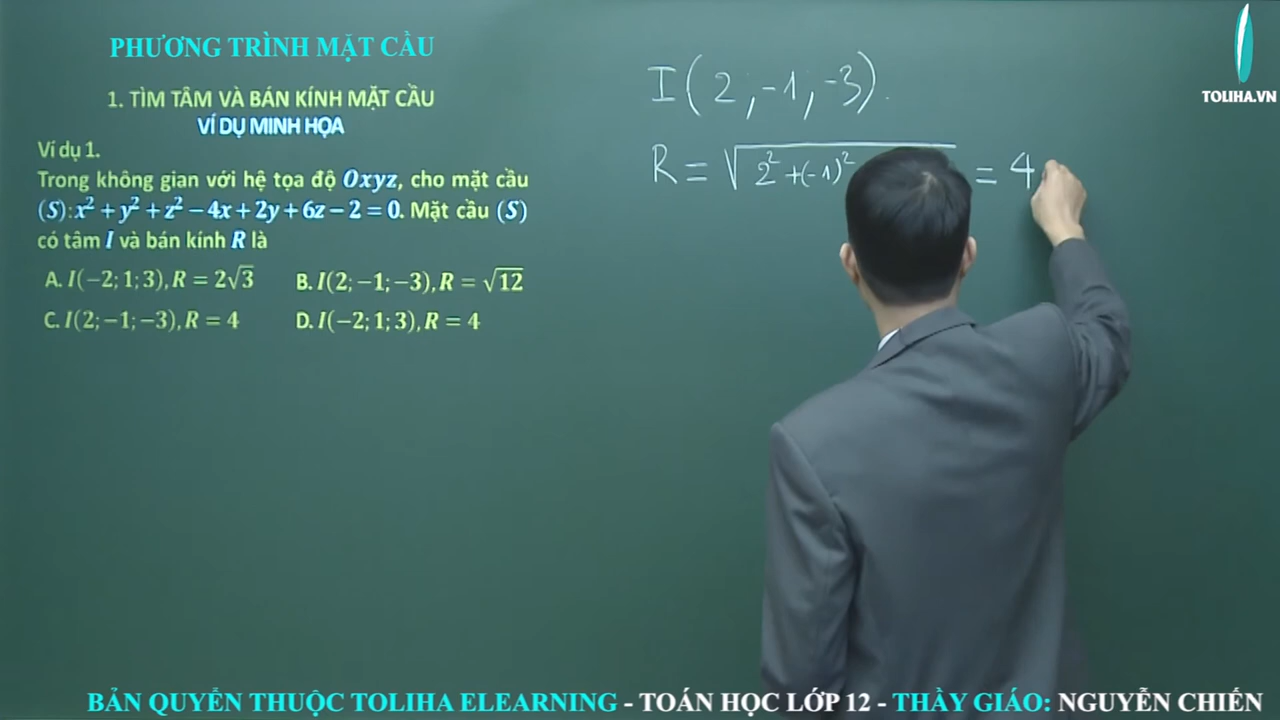 PHƯƠNG TRÌNH MẶT CẦU
1. TÌM TÂM VÀ BÁN KÍNH MẶT CẦU
VÍ DỤ MINH HỌA
Ví dụ 1.
Trong không gian với hệ tọa độ Oxyz, cho mặt cầu
(S): x² + y² + z² − 4x + 2y + 6z − 2 = 0. Mặt cầu (S)
có tâm I và bán kính R là
A. I(−2; 1; 3), R = 2√3 B. I(2; −1; −3), R = √12
C. I(2; −1; −3), R = 4 D. I(−2; 1; 3), R = 4
I(2, -1, -3).
R = √2² + (-1)² = 4
TOLIHA.VN
BẢN QUYỀN THUỘC TOLIHA ELEARNING - TOÁN HỌC LỚP 12 - THẦY GIÁO: NGUYỄN CHIẾN